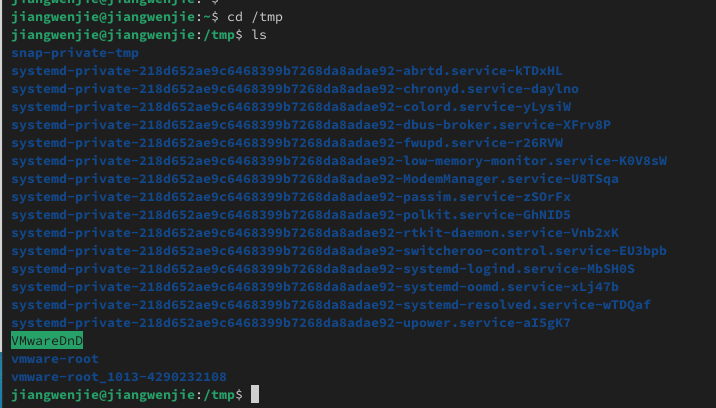 jiangwenjie@jiangwenjie:~$ cd /tmp
jiangwenjie@jiangwenjie:/tmp$ ls
snap-private-tmp
systemd-private-218d652ae9c6468399b7268da8adae92-abrtd.service-kTDxHL
systemd-private-218d652ae9c6468399b7268da8adae92-chronyd.service-daylno
systemd-private-218d652ae9c6468399b7268da8adae92-colord.service-yLysiW
systemd-private-218d652ae9c6468399b7268da8adae92-dbus-broker.service-XFrv8P
systemd-private-218d652ae9c6468399b7268da8adae92-fwupd.service-r26RVW
systemd-private-218d652ae9c6468399b7268da8adae92-low-memory-monitor.service-K0V8sW
systemd-private-218d652ae9c6468399b7268da8adae92-ModemManager.service-U8TSqa
systemd-private-218d652ae9c6468399b7268da8adae92-passim.service-zSOrFx
systemd-private-218d652ae9c6468399b7268da8adae92-polkit.service-GhNID5
systemd-private-218d652ae9c6468399b7268da8adae92-rtkit-daemon.service-Vnb2xK
systemd-private-218d652ae9c6468399b7268da8adae92-switcheroo-control.service-EU3bpb
systemd-private-218d652ae9c6468399b7268da8adae92-systemd-logind.service-MbSH0S
systemd-private-218d652ae9c6468399b7268da8adae92-systemd-oomd.service-xLj47b
systemd-private-218d652ae9c6468399b7268da8adae92-systemd-resolved.service-wTDQaf
systemd-private-218d652ae9c6468399b7268da8adae92-upower.service-aI5gK7
VMwareDnD
vmware-root
vmware-root_1013-4290232108
jiangwenjie@jiangwenjie:/tmp$